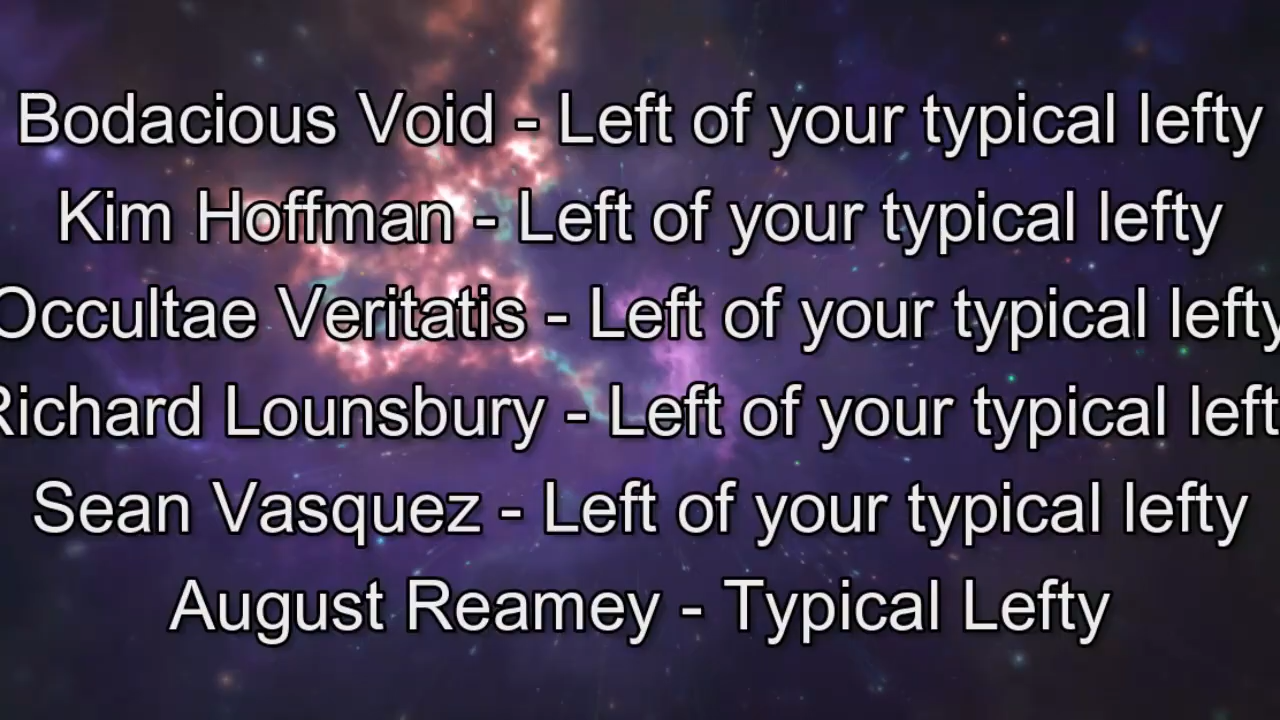 Bodacious Void - Left of your typical lefty
Kim Hoffman - Left of your typical lefty
Occultae Veritatis - Left of your typical lefty
Richard Lounsbury - Left of your typical left
Sean Vasquez - Left of your typical lefty
August Reamey - Typical Lefty